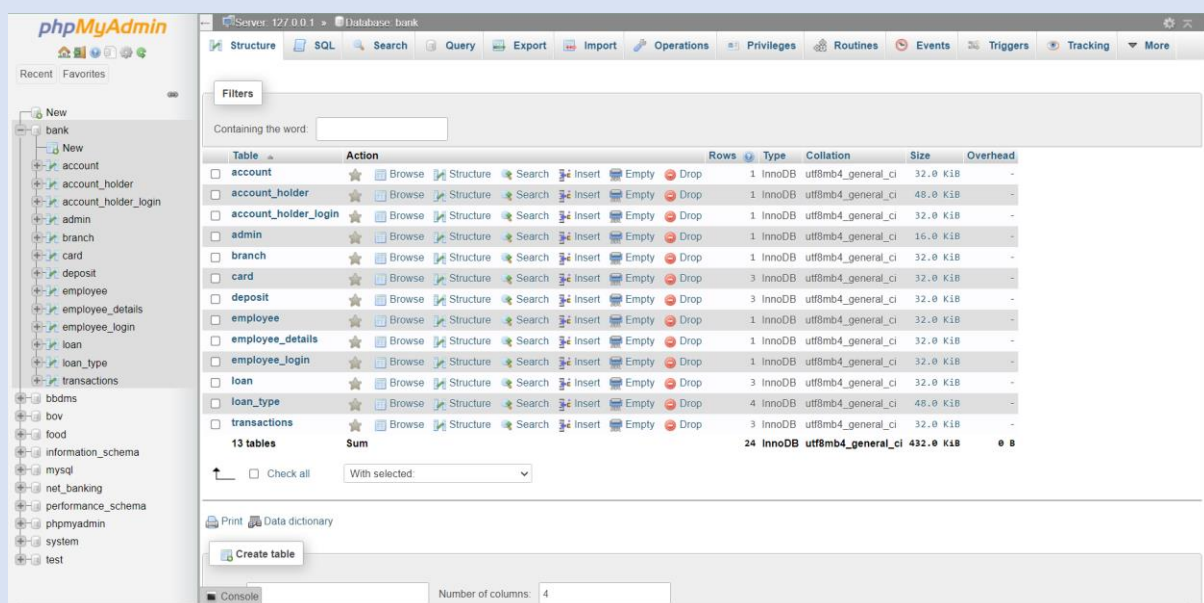 phpMyAdmin
Recent Favorites
New
bank
New
account
account_holder
account_holder_login
admin
branch
card
deposit
employee
employee_details
employee_login
loan
loan_type
transactions
bbdms
bov
food
information_schema
mysql
net_banking
performance_schema
phpmyadmin
system
test
Server: 127.0.0.1 » Database: bank
Structure SQL Search Query Export Import Operations Privileges Routines Events Triggers Tracking More
Filters
Containing the word:
Table Action Rows Type Collation Size Overhead
account Browse Structure Search Insert Empty Drop 1 InnoDB utf8mb4_general_ci 32.0 KiB -
account_holder Browse Structure Search Insert Empty Drop 1 InnoDB utf8mb4_general_ci 48.0 KiB -
account_holder_login Browse Structure Search Insert Empty Drop 1 InnoDB utf8mb4_general_ci 32.0 KiB -
admin Browse Structure Search Insert Empty Drop 1 InnoDB utf8mb4_general_ci 16.0 KiB -
branch Browse Structure Search Insert Empty Drop 1 InnoDB utf8mb4_general_ci 32.0 KiB -
card Browse Structure Search Insert Empty Drop 3 InnoDB utf8mb4_general_ci 32.0 KiB -
deposit Browse Structure Search Insert Empty Drop 3 InnoDB utf8mb4_general_ci 32.0 KiB -
employee Browse Structure Search Insert Empty Drop 1 InnoDB utf8mb4_general_ci 32.0 KiB -
employee_details Browse Structure Search Insert Empty Drop 1 InnoDB utf8mb4_general_ci 32.0 KiB -
employee_login Browse Structure Search Insert Empty Drop 1 InnoDB utf8mb4_general_ci 32.0 KiB -
loan Browse Structure Search Insert Empty Drop 3 InnoDB utf8mb4_general_ci 32.0 KiB -
loan_type Browse Structure Search Insert Empty Drop 4 InnoDB utf8mb4_general_ci 48.0 KiB -
transactions Browse Structure Search Insert Empty Drop 3 InnoDB utf8mb4_general_ci 32.0 KiB -
13 tables Sum 24 InnoDB utf8mb4_general_ci 432.0 KiB 0 B
Check all With selected:
Print Data dictionary
Create table
Console Number of columns: 4